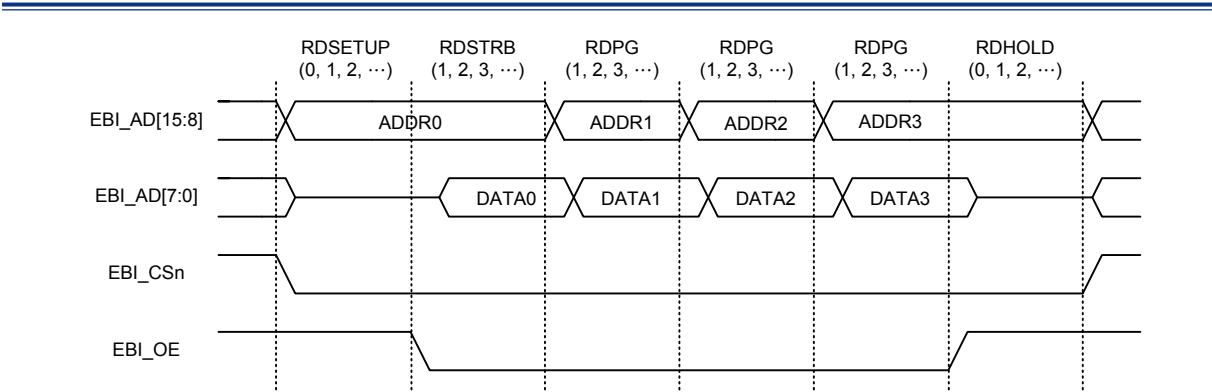 RDSETUP RDSTRB RDPG RDPG RDPG RDHOLD
(0, 1, 2, ⋯) (1, 2, 3, ⋯) (1, 2, 3, ⋯) (1, 2, 3, ⋯) (1, 2, 3, ⋯) (0, 1, 2, ⋯)
EBI_AD[15:8] ADDR0 ADDR1 ADDR2 ADDR3
EBI_AD[7:0] DATA0 DATA1 DATA2 DATA3
EBI_CSn
EBI_OE